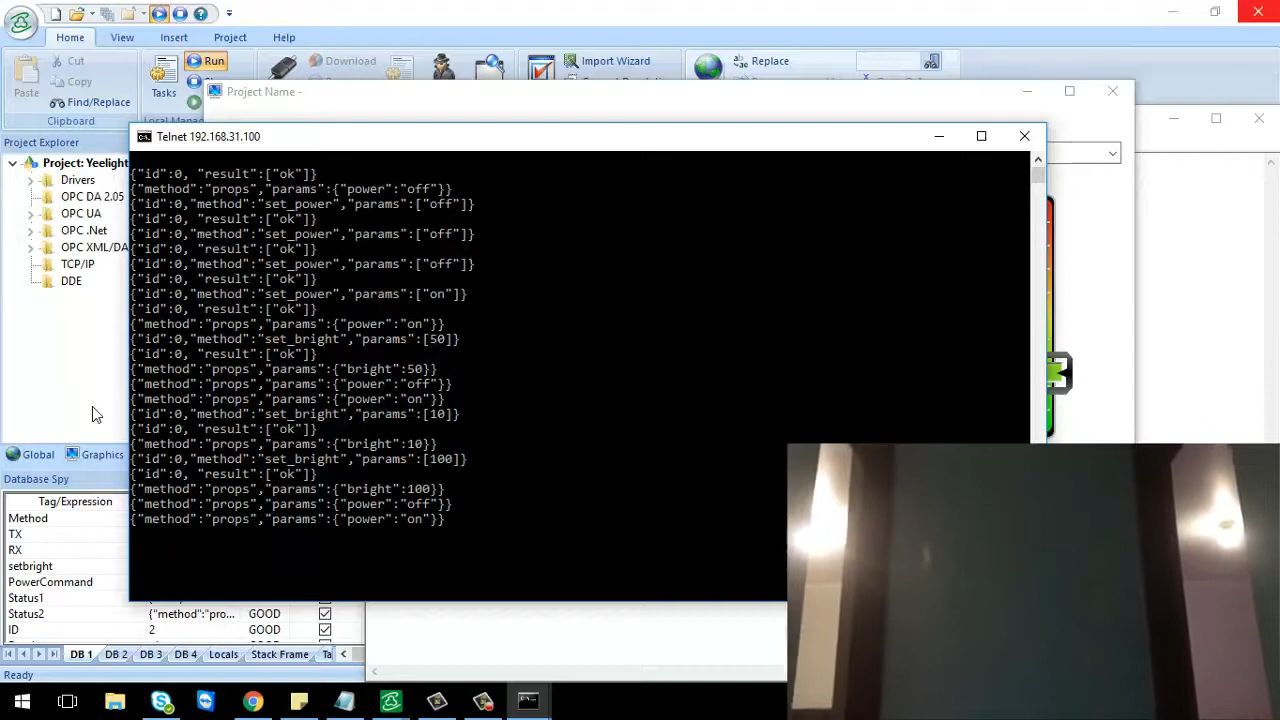 Home View Insert Project Help
Cut
Copy
Paste
Find/Replace
Clipboard
Tasks
Run
Download
Import Wizard
Replace
Project Name -
Project Explorer
Project: Yeelight
Drivers
OPC DA 2.05
OPC UA
OPC .Net
OPC XML/DA
TCP/IP
DDE
Global Graphics
Database Spy
Tag/Expression
Method
TX
RX
setbright
PowerCommand
Status1
Status2 {"method":"pro... GOOD
ID 2 GOOD
DB 1 DB 2 DB 3 DB 4 Locals Stack Frame Ta
Ready
Telnet 192.168.31.100
{"id":0, "result":["ok"]}
{"method":"props","params":{"power":"off"}}
{"id":0,"method":"set_power","params":["off"]}
{"id":0, "result":["ok"]}
{"id":0,"method":"set_power","params":["off"]}
{"id":0, "result":["ok"]}
{"id":0,"method":"set_power","params":["off"]}
{"id":0, "result":["ok"]}
{"id":0,"method":"set_power","params":["on"]}
{"id":0, "result":["ok"]}
{"method":"props","params":{"power":"on"}}
{"id":0,"method":"set_bright","params":[50]}
{"id":0, "result":["ok"]}
{"method":"props","params":{"bright":50}}
{"method":"props","params":{"power":"off"}}
{"method":"props","params":{"power":"on"}}
{"id":0,"method":"set_bright","params":[10]}
{"id":0, "result":["ok"]}
{"method":"props","params":{"bright":10}}
{"id":0,"method":"set_bright","params":[100]}
{"id":0, "result":["ok"]}
{"method":"props","params":{"bright":100}}
{"method":"props","params":{"power":"off"}}
{"method":"props","params":{"power":"on"}}